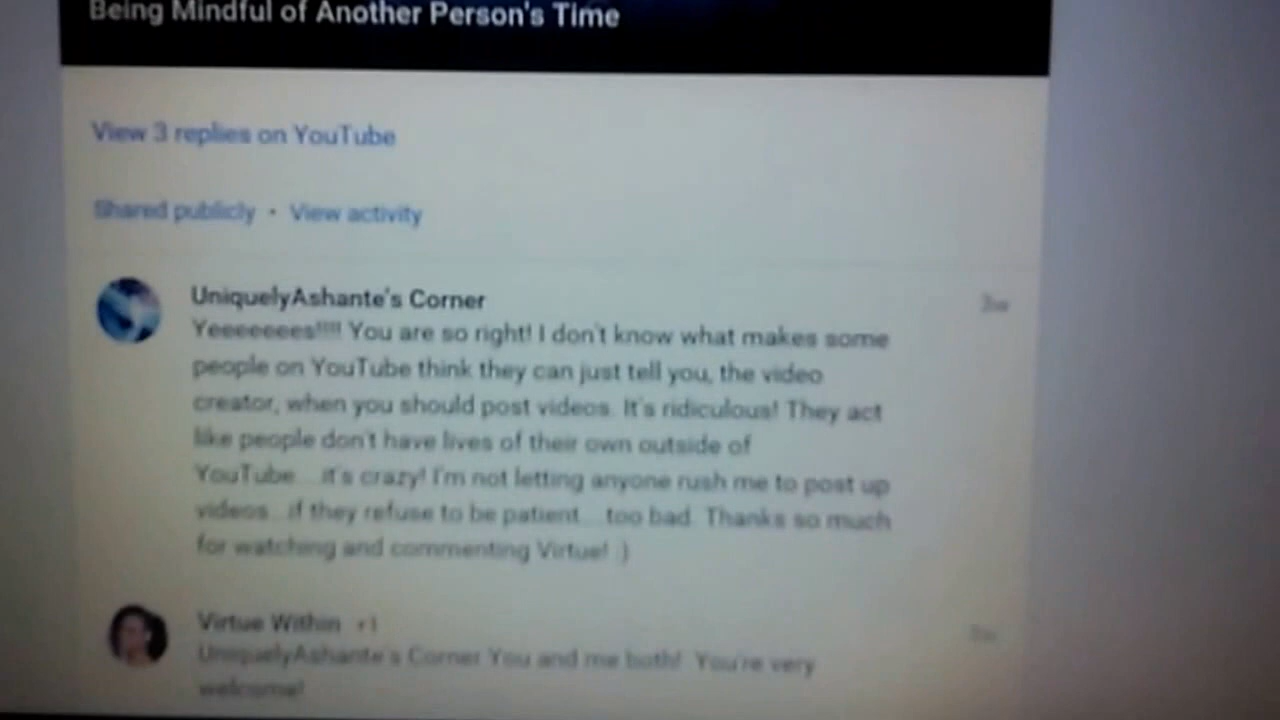 Being Mindful of Another Person's Time
View 3 replies on YouTube
Shared publicly · View activity
UniquelyAshante's Corner
Yeeeeeees!!!! You are so right! I don't know what makes some
people on YouTube think they can just tell you, the video
creator, when you should post videos. It's ridiculous! They act
like people don't have lives of their own outside of
YouTube....it's crazy! I'm not letting anyone rush me to post up
videos...if they refuse to be patient....too bad. Thanks so much
for watching and commenting Virtue! :)
Virtue Within +1
UniquelyAshante's Corner You and me both! You're very
welcome!